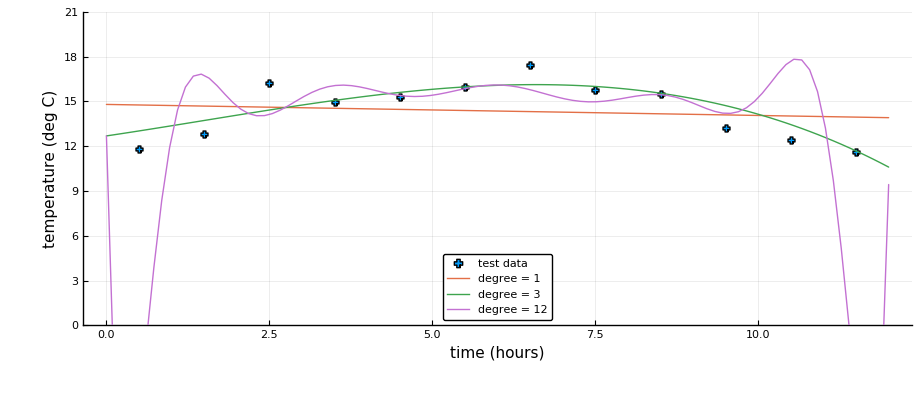 21
18
15
12
9
6
3
0
temperature (deg C)
test data
degree = 1
degree = 3
degree = 12
0.0 2.5 5.0 7.5 10.0
time (hours)